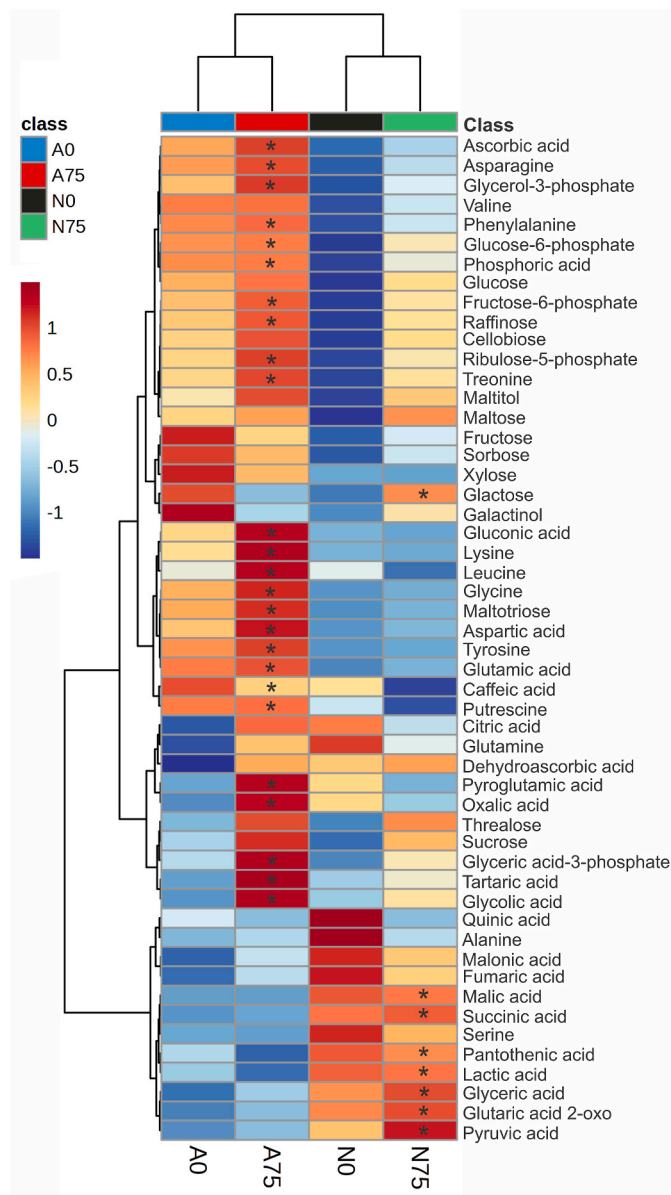 class
A0
A75
N0
N75
1
0.5
0
-0.5
-1
Class
Ascorbic acid
*
Asparagine
*
Glycerol-3-phosphate
*
Valine
Phenylalanine
*
Glucose-6-phosphate
*
Phosphoric acid
*
Glucose
Fructose-6-phosphate
*
Raffinose
*
Cellobiose
Ribulose-5-phosphate
*
Treonine
*
Maltitol
Maltose
Fructose
Sorbose
Xylose
Glactose
*
Galactinol
Gluconic acid
*
Lysine
*
Leucine
*
Glycine
*
Maltotriose
*
Aspartic acid
*
Tyrosine
*
Glutamic acid
*
Caffeic acid
*
Putrescine
*
Citric acid
Glutamine
Dehydroascorbic acid
Pyroglutamic acid
*
Oxalic acid
*
Threalose
Sucrose
Glyceric acid-3-phosphate
*
Tartaric acid
*
Glycolic acid
*
Quinic acid
Alanine
Malonic acid
Fumaric acid
Malic acid
*
Succinic acid
*
Serine
Pantothenic acid
*
Lactic acid
*
Glyceric acid
*
Glutaric acid 2-oxo
*
Pyruvic acid
*
A0
A75
N0
N75